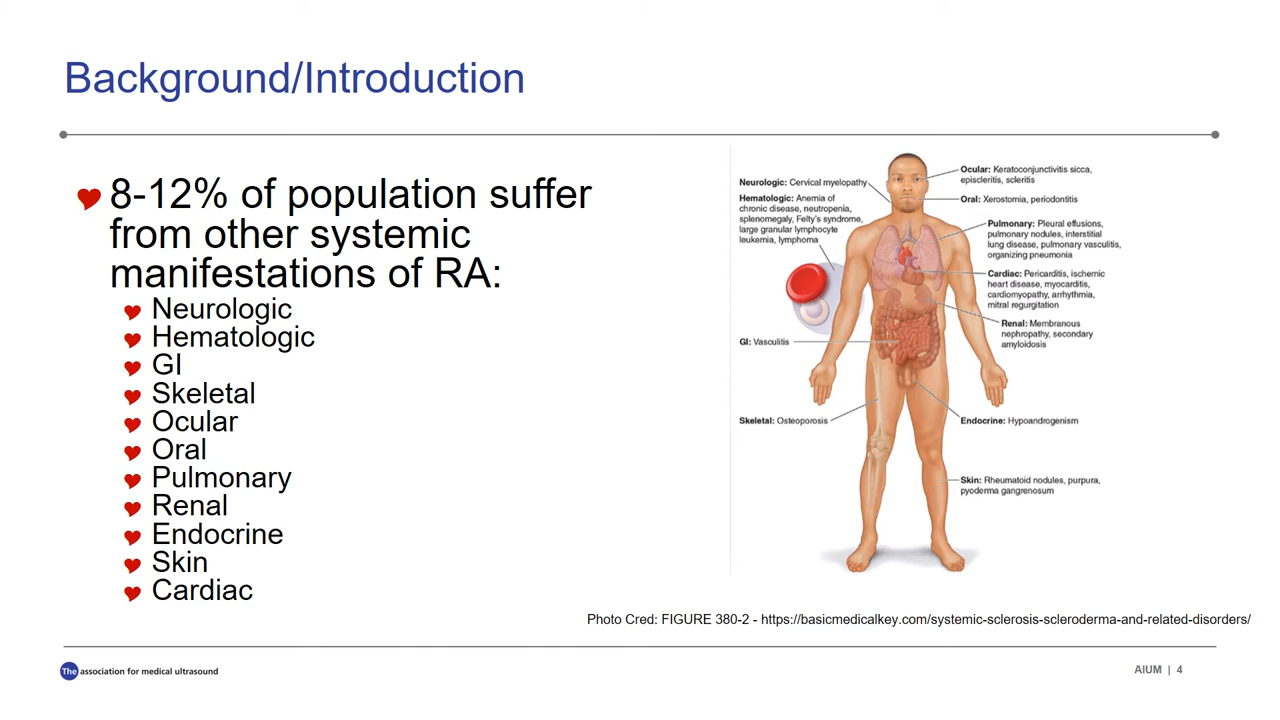 Background/Introduction
8-12% of population suffer
from other systemic
manifestations of RA:
Neurologic
Hematologic
GI
Skeletal
Ocular
Oral
Pulmonary
Renal
Endocrine
Skin
Cardiac
Neurologic: Cervical myelopathy
Hematologic: Anemia of
chronic disease, neutropenia,
splenomegaly, Felty's syndrome,
large granular lymphocyte
leukemia, lymphoma
GI: Vasculitis
Skeletal: Osteoporosis
Ocular: Keratoconjunctivitis sicca,
episcleritis, scleritis
Oral: Xerostomia, periodontitis
Pulmonary: Pleural effusions,
pulmonary nodules, interstitial
lung disease, pulmonary vasculitis,
organizing pneumonia
Cardiac: Pericarditis, ischemic
heart disease, myocarditis,
cardiomyopathy, arrhythmia,
mitral regurgitation
Renal: Membranous
nephropathy, secondary
amyloidosis
Endocrine: Hypoandrogenism
Skin: Rheumatoid nodules, purpura,
pyoderma gangrenosum
Photo Cred: FIGURE 380-2 - https://basicmedicalkey.com/systemic-sclerosis-scleroderma-and-related-disorders/
The association for medical ultrasound
AIUM | 4